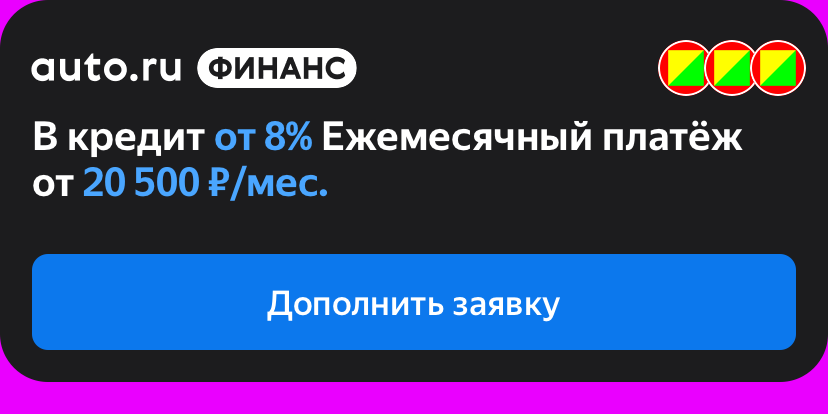 auto.ru ФИНАНС
В кредит от 8% Ежемесячный платёж
от 20 500 ₽/мес.
Дополнить заявку